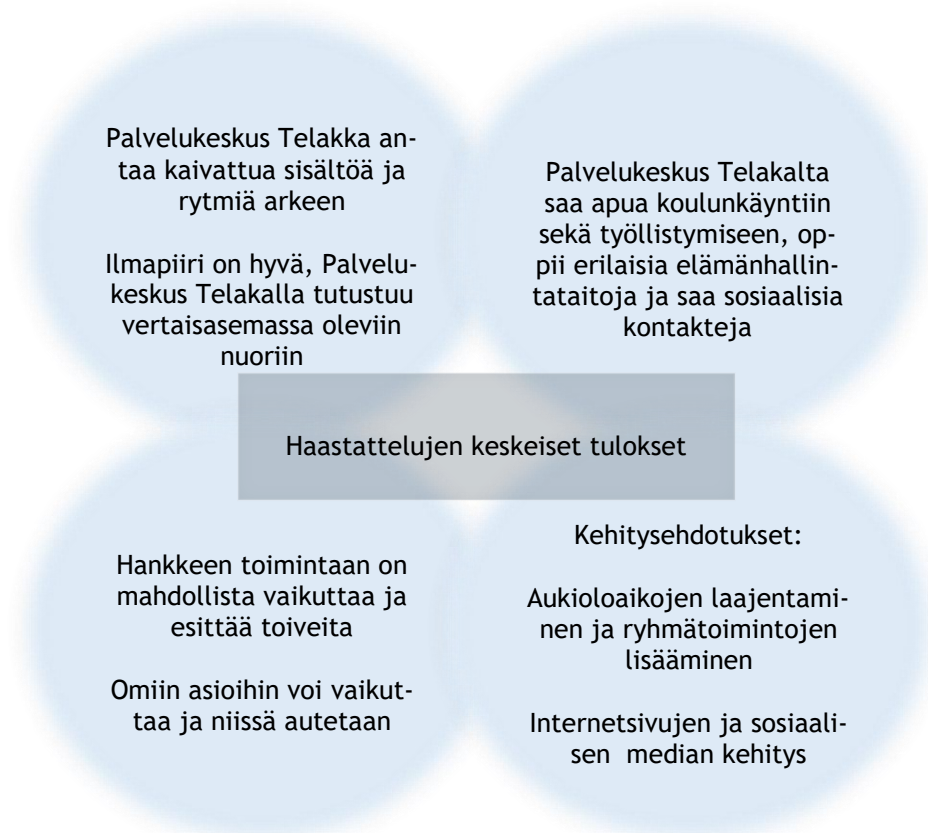 Palvelukeskus Telakka an-
taa kaivattua sisältöä ja
rytmiä arkeen
Ilmapiiri on hyvä, Palvelu-
keskus Telakalla tutustuu
vertaisasemassa oleviin
nuoriin
Palvelukeskus Telakalta
saa apua koulunkäyntiin
sekä työllistymiseen, op-
pii erilaisia elämänhallin-
tataitoja ja saa sosiaalisia
kontakteja
Haastattelujen keskeiset tulokset
Hankkeen toimintaan on
mahdollista vaikuttaa ja
esittää toiveita
Omiin asioihin voi vaikut-
taa ja niissä autetaan
Kehitysehdotukset:
Aukioloaikojen laajentami-
nen ja ryhmätoimintojen
lisääminen
Internetsivujen ja sosiaali-
sen  median kehitys